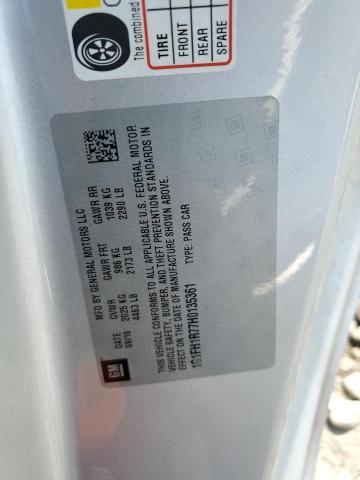 The combined
TIRE
FRONT
REAR
SPARE
MFD BY GENERAL MOTORS LLC
DATE GVWR GAWR FRT GAWR RR
09/16 2025 KG 986 KG 1039 KG
4463 LB 2173 LB 2290 LB
THIS VEHICLE CONFORMS TO ALL APPLICABLE U.S. FEDERAL MOTOR
VEHICLE SAFETY, BUMPER, AND THEFT PREVENTION STANDARDS IN
EFFECT ON THE DATE OF MANUFACTURE SHOWN ABOVE.
1G1FH1R77H0135361 TYPE: PASS CAR
GM